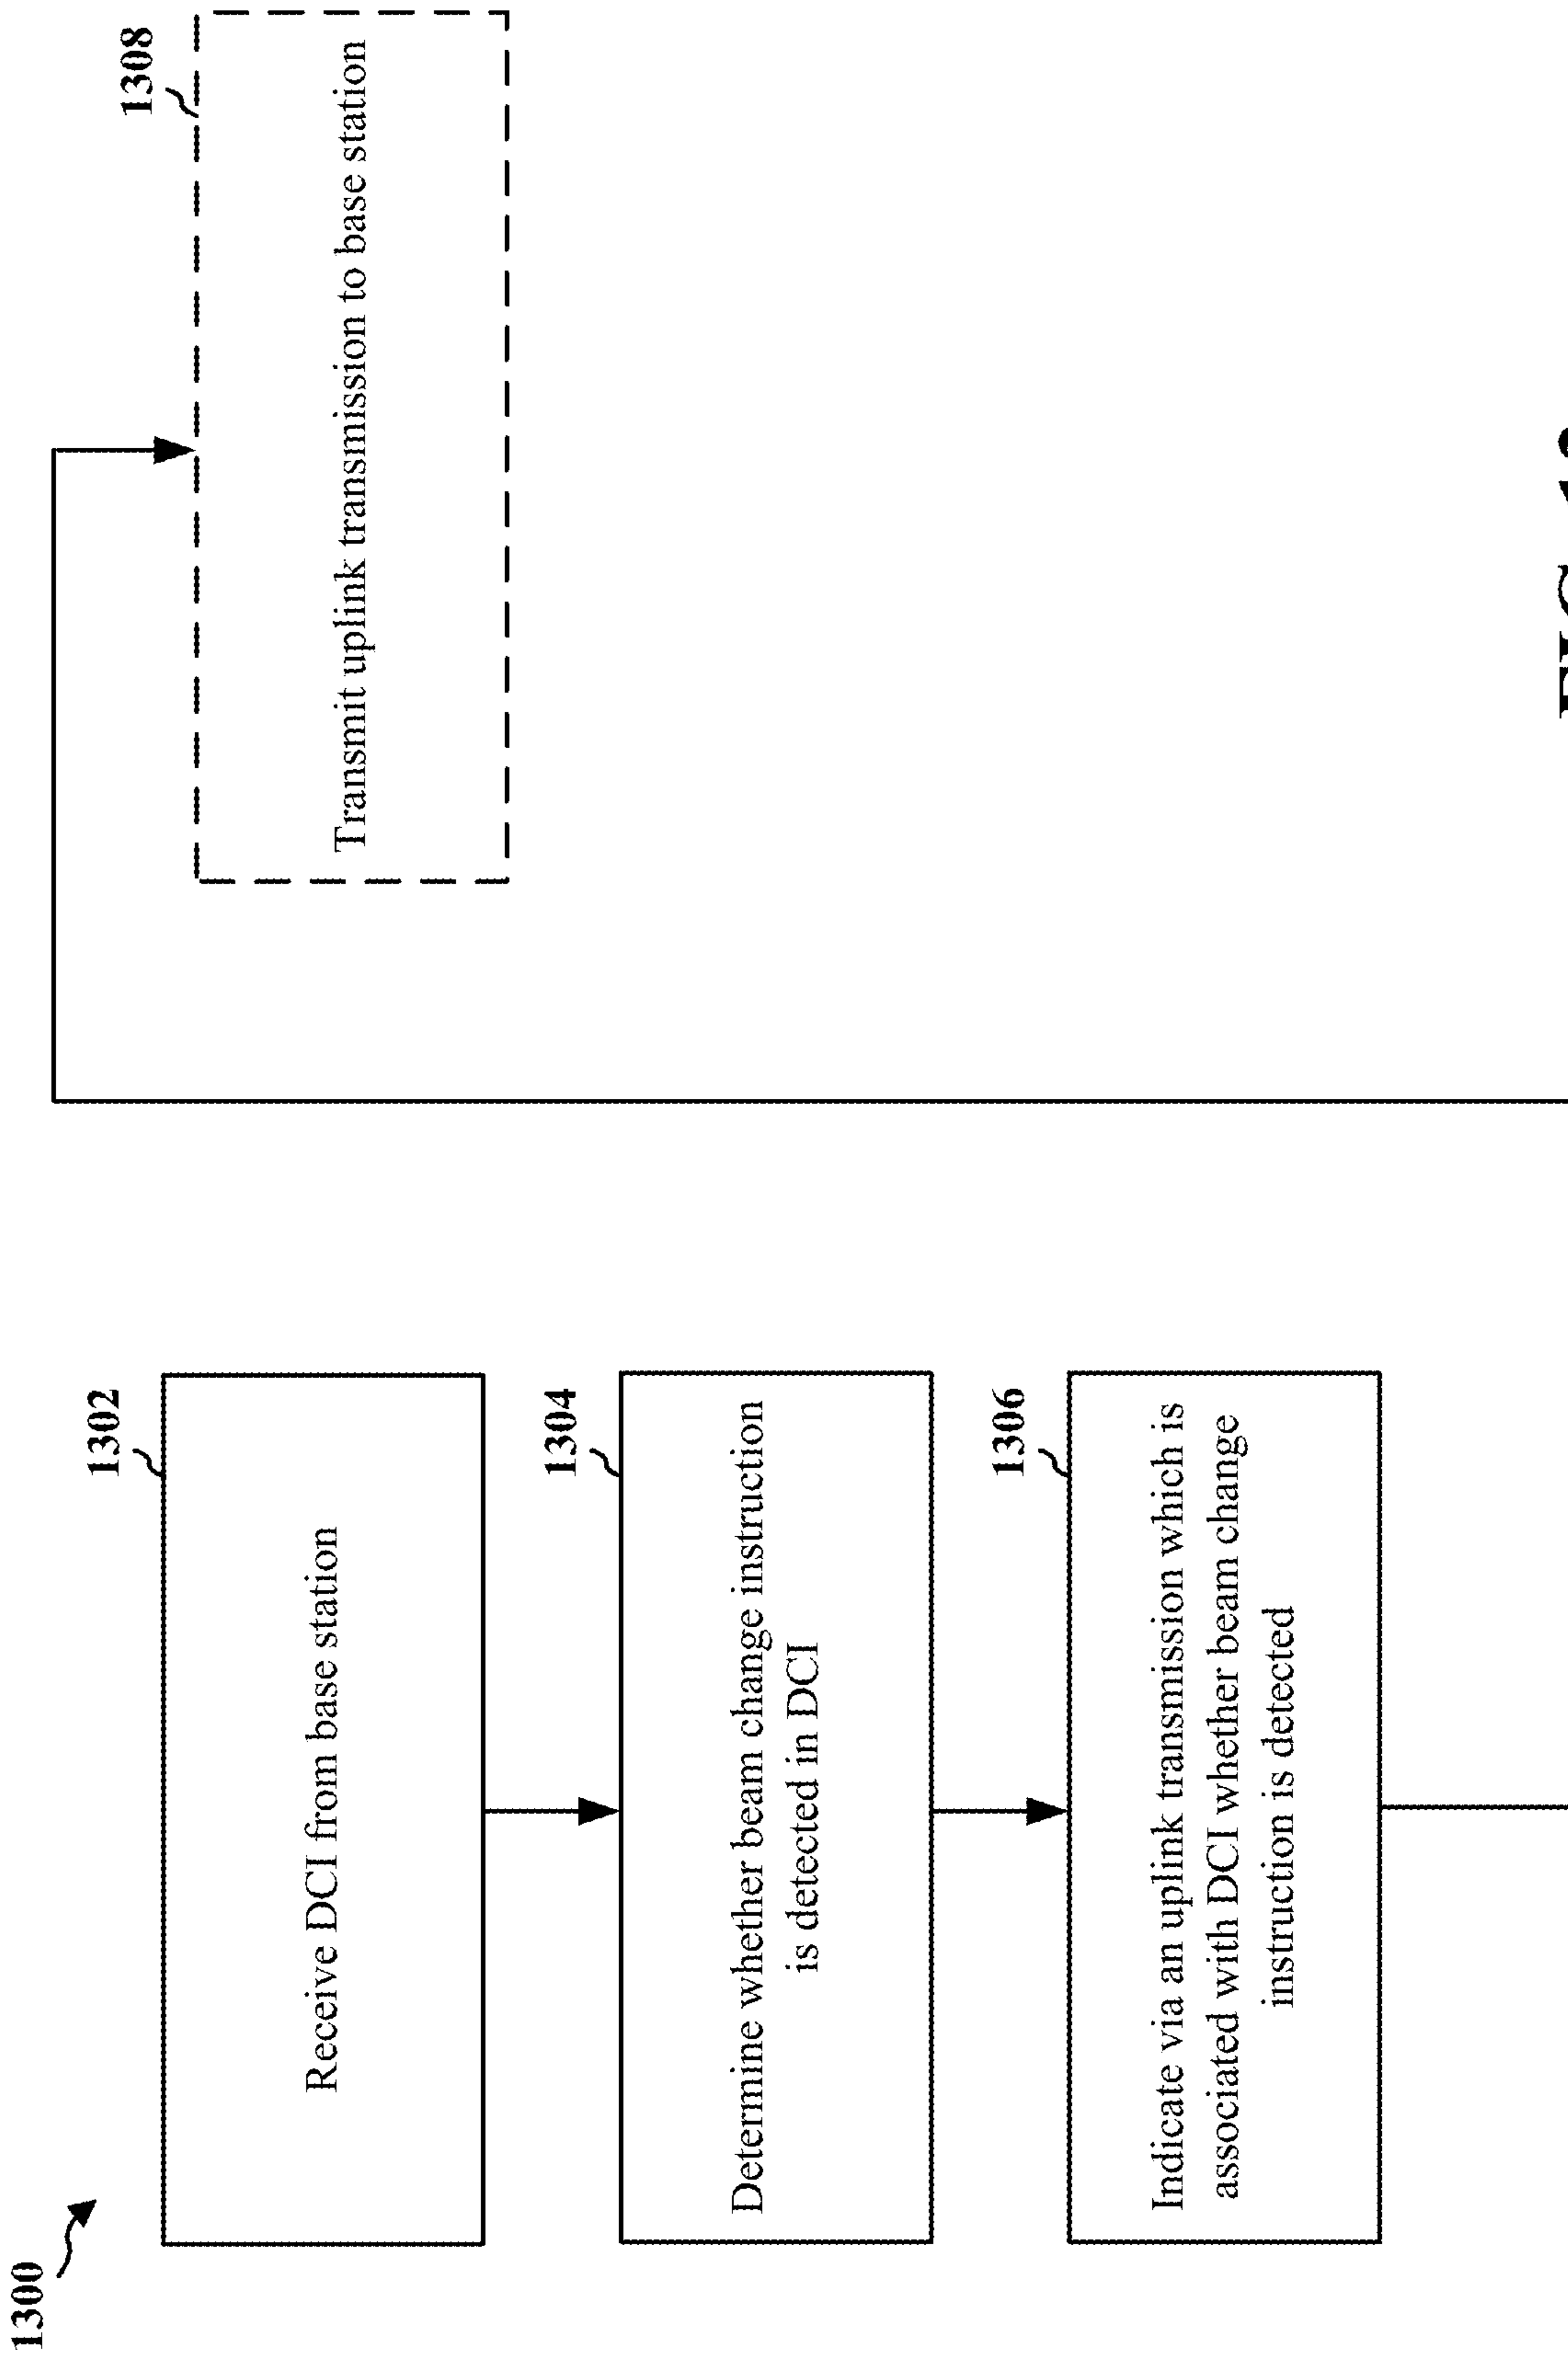 1300
1302
Receive DCI from base station
1304
Determine whether beam change instruction
is detected in DCI
1306
Indicate via an uplink transmission which is
associated with DCI whether beam change
instruction is detected
1308
Transmit uplink transmission to base station